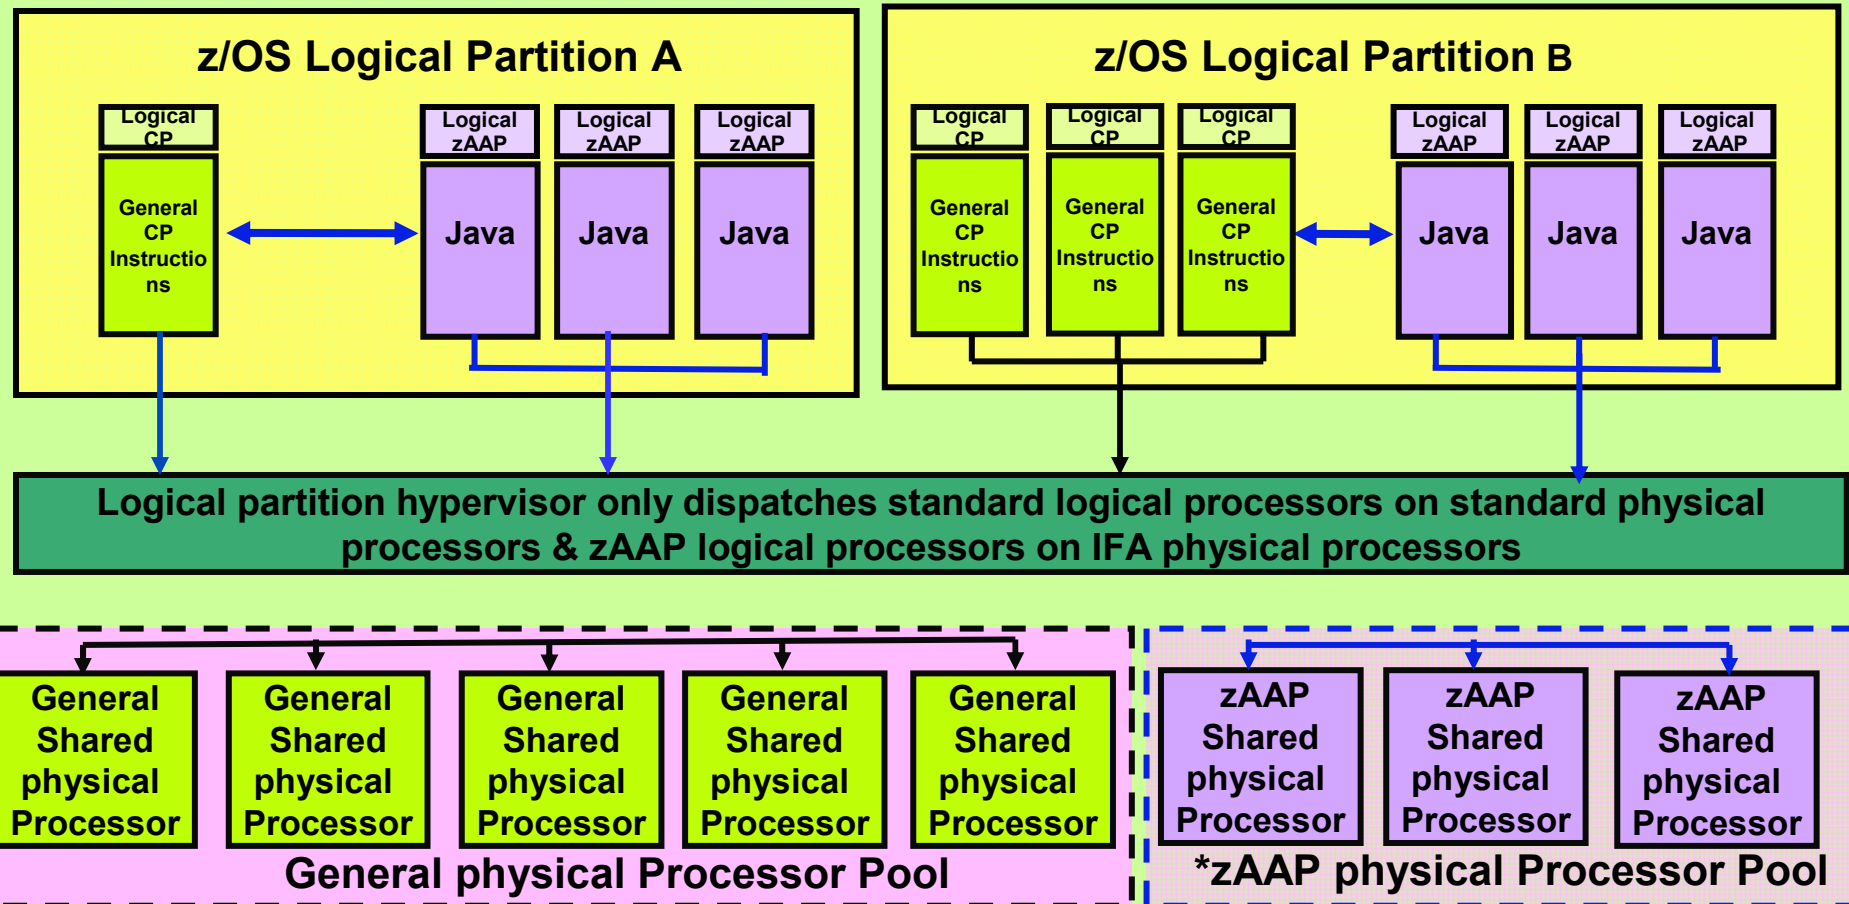 z/OS Logical Partition A
Logical
CP
General
CP
Instructio
ns
Logical
zAAP
Java
Logical
zAAP
Java
Logical
zAAP
Java
z/OS Logical Partition B
Logical
CP
General
CP
Instructio
ns
Logical
CP
General
CP
Instructio
ns
Logical
CP
General
CP
Instructio
ns
Logical
zAAP
Java
Logical
zAAP
Java
Logical
zAAP
Java
Logical partition hypervisor only dispatches standard logical processors on standard physical
processors & zAAP logical processors on IFA physical processors
General
Shared
physical
Processor
General
Shared
physical
Processor
General
Shared
physical
Processor
General
Shared
physical
Processor
General
Shared
physical
Processor
General physical Processor Pool
zAAP
Shared
physical
Processor
zAAP
Shared
physical
Processor
zAAP
Shared
physical
Processor
*zAAP physical Processor Pool